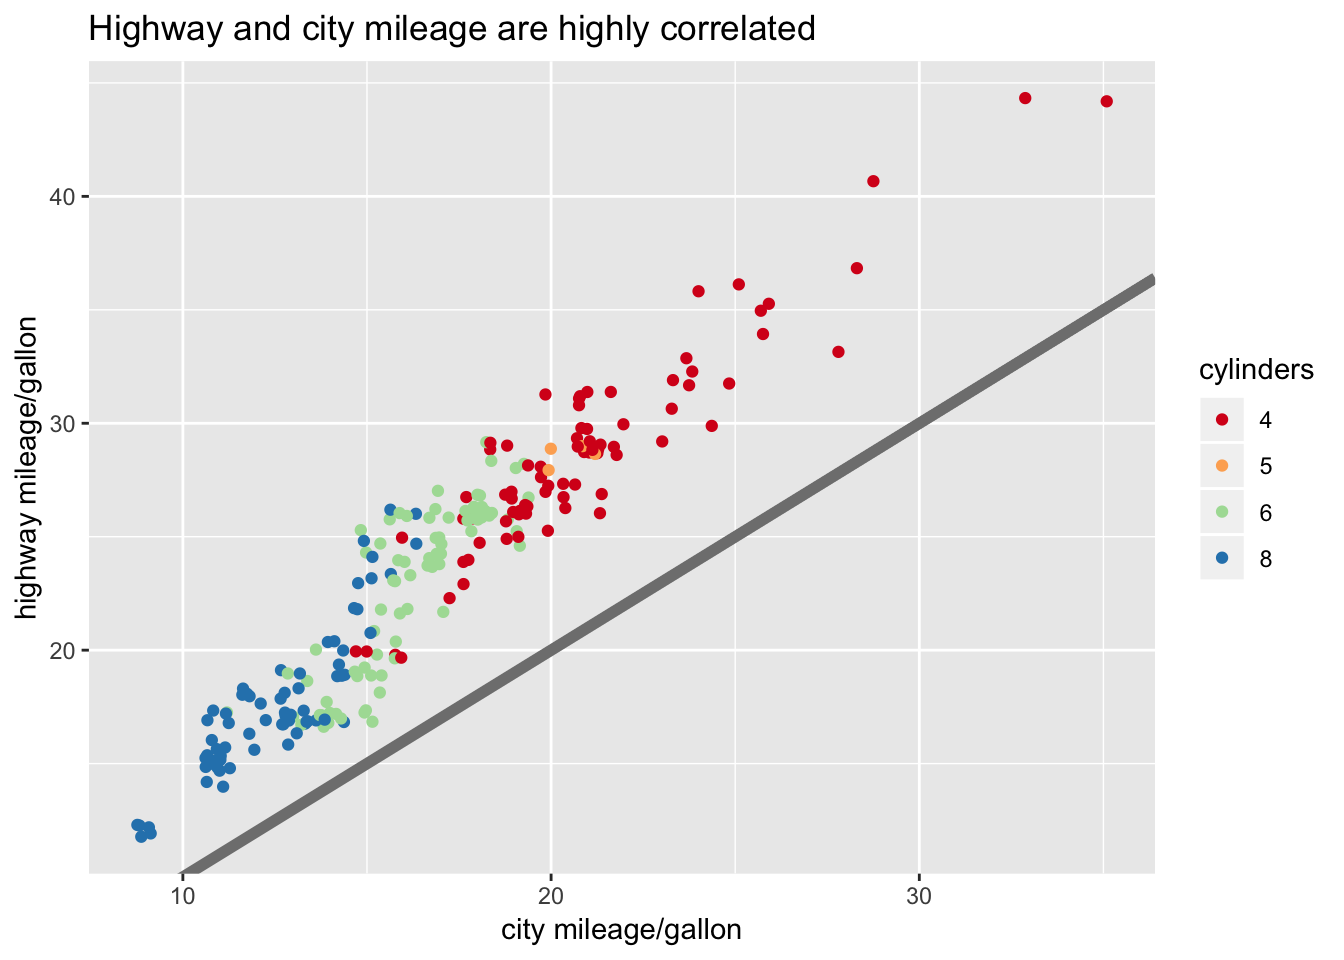 Highway and city mileage are highly correlated
highway mileage/gallon
40
30
20
10
20
30
city mileage/gallon
cylinders
4
5
6
8